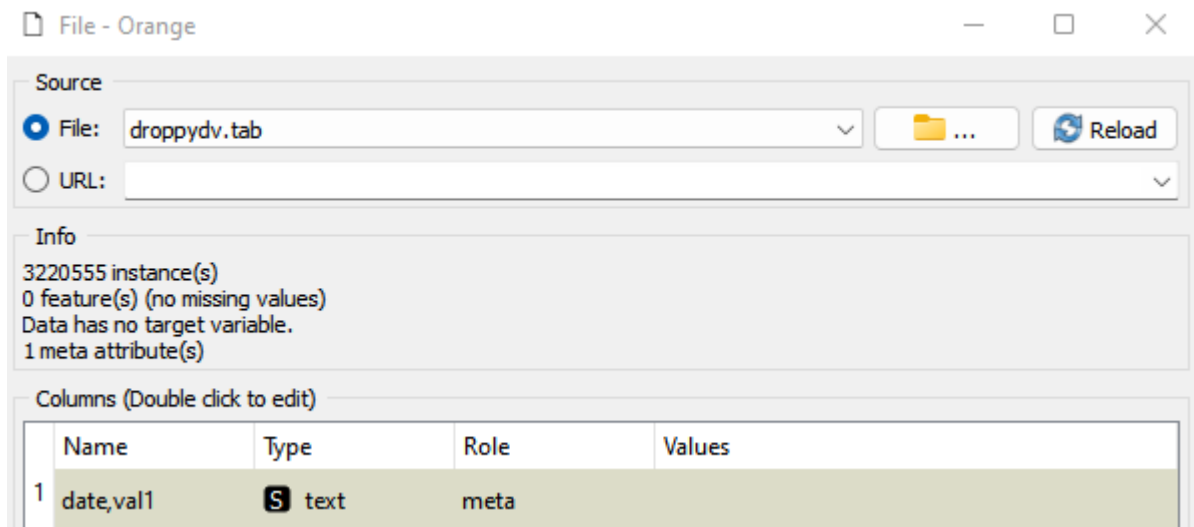 File - Orange
Source
File: droppydv.tab ... Reload
URL:
Info
3220555 instance(s)
0 feature(s) (no missing values)
Data has no target variable.
1 meta attribute(s)
Columns (Double click to edit)
Name Type Role Values
1 date,val1 S text meta